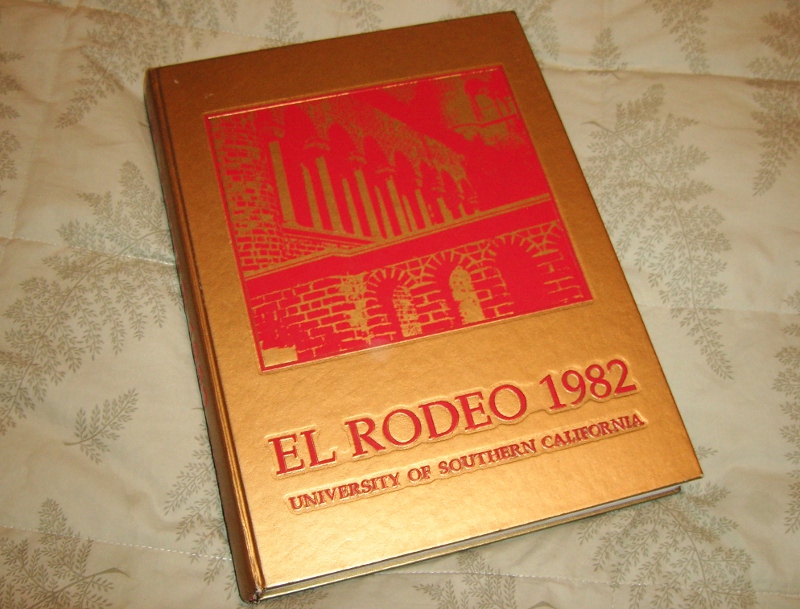 EL RODEO 1982
UNIVERSITY OF SOUTHERN CALIFORNIA